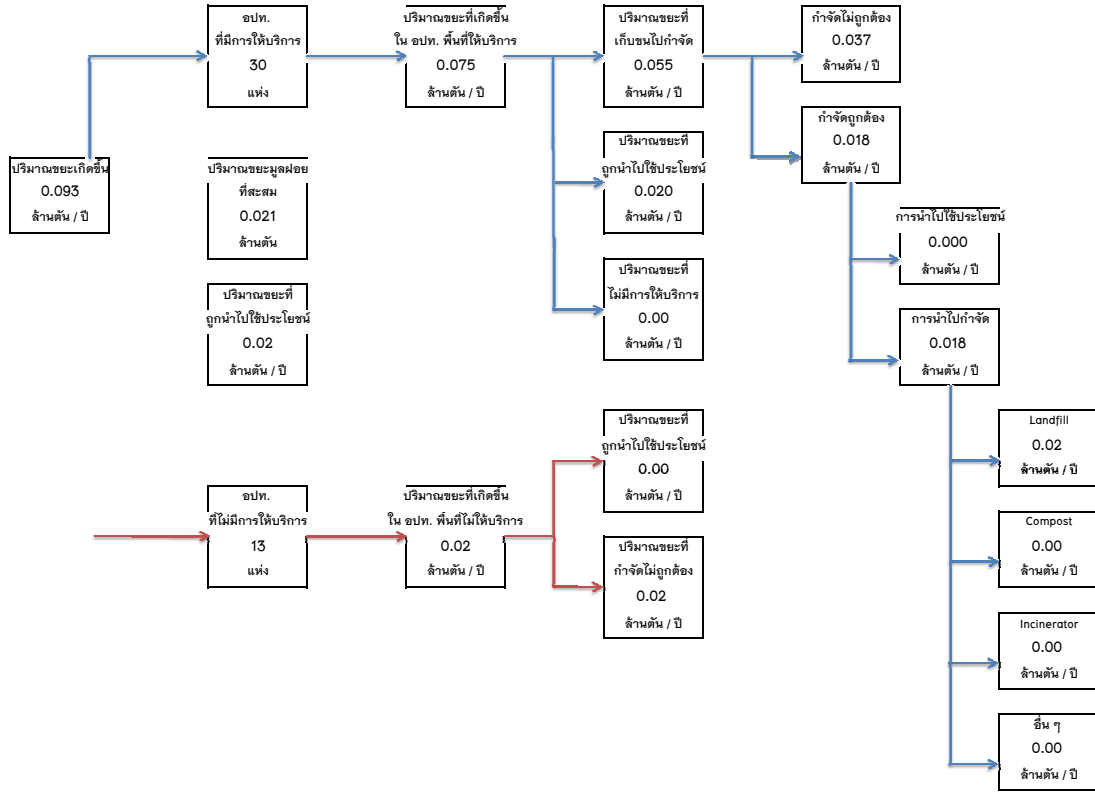 ปริมาณขยะเกิดขึ้น
0.093
ล้านตัน / ปี
อปท.
ที่มีการให้บริการ
30
แห่ง
ปริมาณขยะที่เกิดขึ้น
ใน อปท. พื้นที่ให้บริการ
0.075
ล้านตัน / ปี
ปริมาณขยะที่
เก็บขนไปกำจัด
0.055
ล้านตัน / ปี
กำจัดไม่ถูกต้อง
0.037
ล้านตัน / ปี
กำจัดถูกต้อง
0.018
ล้านตัน / ปี
ปริมาณขยะมูลฝอย
ที่สะสม
0.021
ล้านตัน
ปริมาณขยะที่
ถูกนำไปใช้ประโยชน์
0.020
ล้านตัน / ปี
การนำไปใช้ประโยชน์
0.000
ล้านตัน / ปี
ปริมาณขยะที่
ถูกนำไปใช้ประโยชน์
0.02
ล้านตัน / ปี
ปริมาณขยะที่
ไม่มีการให้บริการ
0.00
ล้านตัน / ปี
การนำไปกำจัด
0.018
ล้านตัน / ปี
อปท.
ที่ไม่มีการให้บริการ
13
แห่ง
ปริมาณขยะที่เกิดขึ้น
ใน อปท. พื้นที่ไม่ให้บริการ
0.02
ล้านตัน / ปี
ปริมาณขยะที่
ถูกนำไปใช้ประโยชน์
0.00
ล้านตัน / ปี
ปริมาณขยะที่
กำจัดไม่ถูกต้อง
0.02
ล้านตัน / ปี
Landfill
0.02
ล้านตัน / ปี
Compost
0.00
ล้านตัน / ปี
Incinerator
0.00
ล้านตัน / ปี
อื่น ๆ
0.00
ล้านตัน / ปี